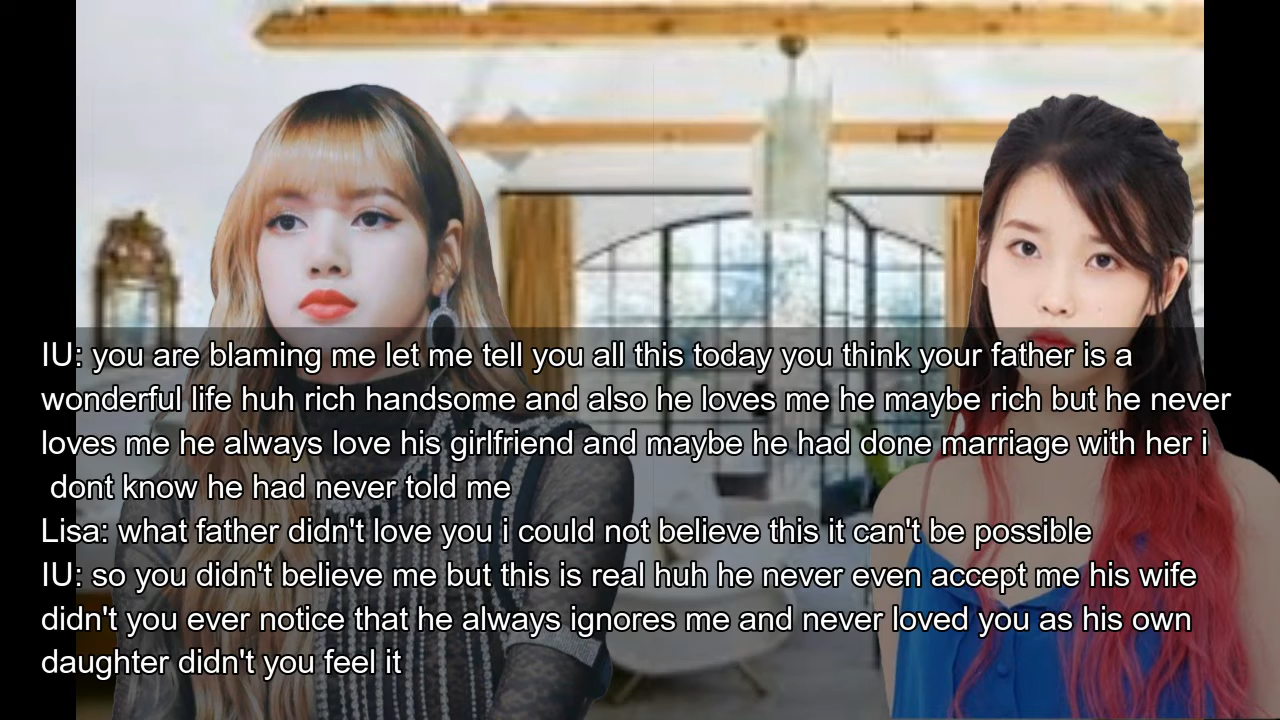 IU: you are blaming me let me tell you all this today you think your father is a
wonderful life huh rich handsome and also he loves me he maybe rich but he never
loves me he always love his girlfriend and maybe he had done marriage with her i
dont know he had never told me
Lisa: what father didn't love you i could not believe this it can't be possible
IU: so you didn't believe me but this is real huh he never even accept me his wife
didn't you ever notice that he always ignores me and never loved you as his own
daughter didn't you feel it